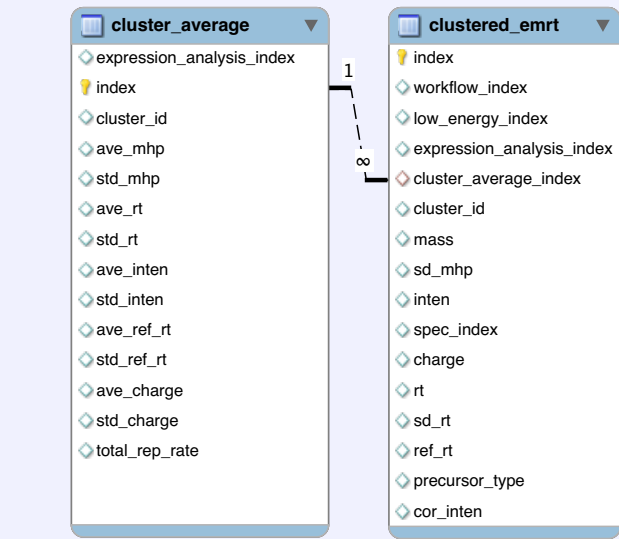 cluster_average
expression_analysis_index
index
cluster_id
ave_mhp
std_mhp
ave_rt
std_rt
ave_inten
std_inten
ave_ref_rt
std_ref_rt
ave_charge
std_charge
total_rep_rate
1
∞
clustered_emrt
index
workflow_index
low_energy_index
expression_analysis_index
cluster_average_index
cluster_id
mass
sd_mhp
inten
spec_index
charge
rt
sd_rt
ref_rt
precursor_type
cor_inten